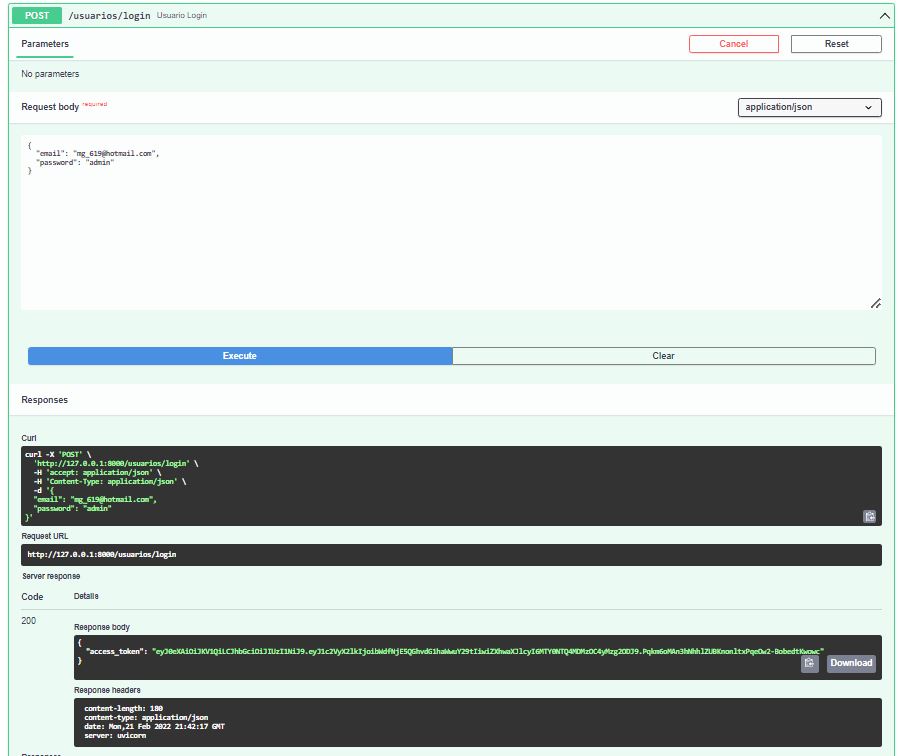 POST /usuarios/login Usuario Login
Parameters Cancel Reset
No parameters
Request body required application/json
{
"email": "mg_619@hotmail.com",
"password": "admin"
}
Execute Clear
Responses
Curl
curl -X 'POST' \
'http://127.0.0.1:8000/usuarios/login' \
-H 'accept: application/json' \
-H 'Content-Type: application/json' \
-d '{
"email": "mg_619@hotmail.com",
"password": "admin"
}'
Request URL
http://127.0.0.1:8000/usuarios/login
Server response
Code Details
200
Response body
{
"access_token":
}
Download
Response headers
content-length: 180
content-type: application/json
date: Mon,21 Feb 2022 21:42:17 GMT
server: uvicorn
Responses